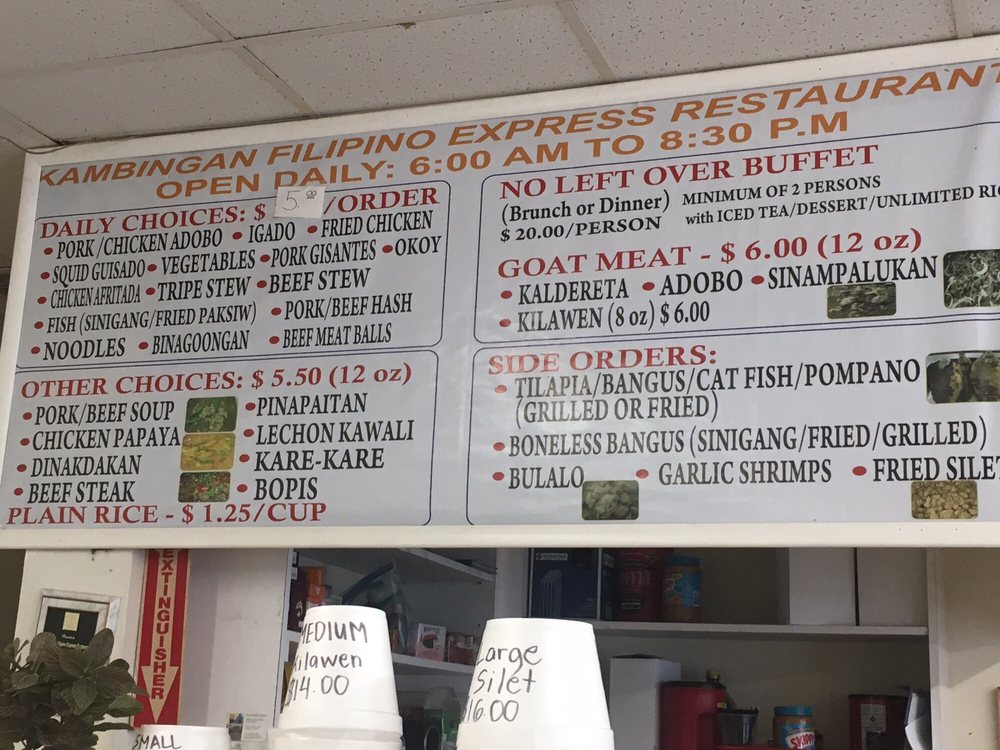 KAMBINGAN FILIPINO EXPRESS RESTAURANT
OPEN DAILY: 6:00 AM TO 8:30 P.M
DAILY CHOICES: $ 5.00 /ORDER
• PORK/CHICKEN ADOBO • IGADO • FRIED CHICKEN
• SQUID GUISADO • VEGETABLES • PORK GISANTES • OKOY
• CHICKEN AFRITADA • TRIPE STEW • BEEF STEW
• FISH (SINIGANG/FRIED PAKSIW) • PORK/BEEF HASH
• NOODLES • BINAGOONGAN • BEEF MEAT BALLS
OTHER CHOICES: $ 5.50 (12 oz)
• PORK/BEEF SOUP • PINAPAITAN
• CHICKEN PAPAYA • LECHON KAWALI
• DINAKDAKAN • KARE-KARE
• BEEF STEAK • BOPIS
PLAIN RICE - $ 1.25/CUP
NO LEFT OVER BUFFET
(Brunch or Dinner) MINIMUM OF 2 PERSONS
$ 20.00/PERSON with ICED TEA/DESSERT/UNLIMITED RI
GOAT MEAT - $ 6.00 (12 oz)
• KALDERETA • ADOBO • SINAMPALUKAN
• KILAWEN (8 oz) $ 6.00
SIDE ORDERS:
• TILAPIA/BANGUS/CAT FISH/POMPANO
(GRILLED OR FRIED)
• BONELESS BANGUS (SINIGANG/FRIED/GRILLED)
• BULALO • GARLIC SHRIMPS • FRIED SILET
EXTINGUISHER
MEDIUM
Kilawen
$14.00
Large
Silet
$16.00
SMALL
SKIPPY